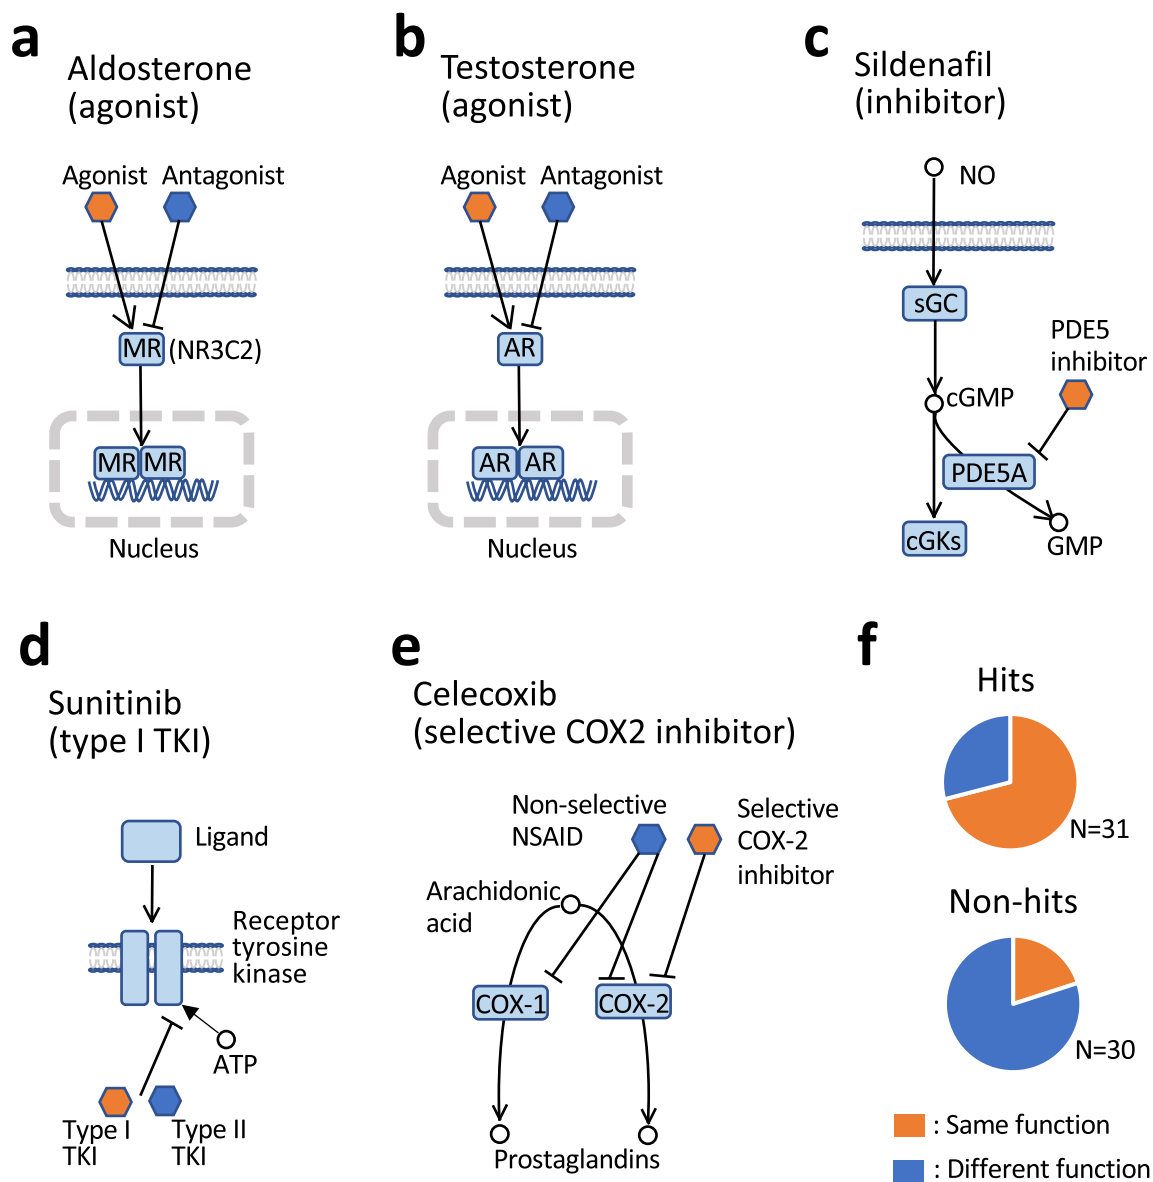 a
Aldosterone
(agonist)
Agonist
Antagonist
MR
(NR3C2)
MR
MR
Nucleus
b
Testosterone
(agonist)
Agonist
Antagonist
AR
AR
AR
Nucleus
c
Sildenafil
(inhibitor)
NO
sGC
PDE5
inhibitor
cGMP
PDE5A
cGKs
GMP
d
Sunitinib
(type I TKI)
Ligand
Receptor
tyrosine
kinase
ATP
Type I
TKI
Type II
TKI
e
Celecoxib
(selective COX2 inhibitor)
Non-selective
NSAID
Selective
COX-2
inhibitor
Arachidonic
acid
COX-1
COX-2
Prostaglandins
f
Hits
N=31
Non-hits
N=30
: Same function
: Different function